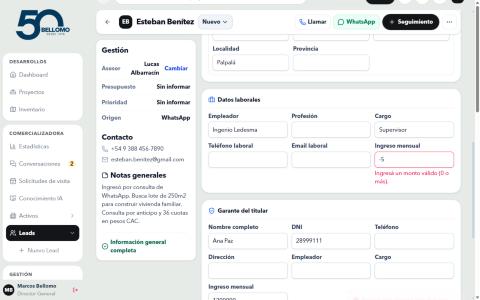 50
BELLOMO
DESARROLLOS
Dashboard
Proyectos
Inventario
COMERCIALIZADORA
Estadísticas
Conversaciones 2
Solicitudes de visita
Conocimiento IA
Activos
Leads
+ Nuevo Lead
GESTIÓN
MB Marcos Bellomo
Director General
EB Esteban Benítez Nuevo
Llamar WhatsApp + Seguimiento
Gestión
Asesor Lucas Albarracín Cambiar
Presupuesto Sin informar
Prioridad Sin informar
Origen WhatsApp
Contacto
+54 9 388 456-7890
esteban.benitez@gmail.com
Notas generales
Ingresó por consulta de
WhatsApp. Busca lote de 250m2
para construir vivienda familiar.
Consulta por anticipo y 36 cuotas
en pesos CAC.
Información general
completa
Localidad Provincia
Palpalá
Datos laborales
Empleador Profesión Cargo
Ingenio Ledesma Supervisor
Teléfono laboral Email laboral Ingreso mensual
-5
Ingresá un monto válido (0 o
más).
Garante del titular
Nombre completo DNI Teléfono
Ana Paz 28999111
Dirección Empleador Cargo
Ingreso mensual